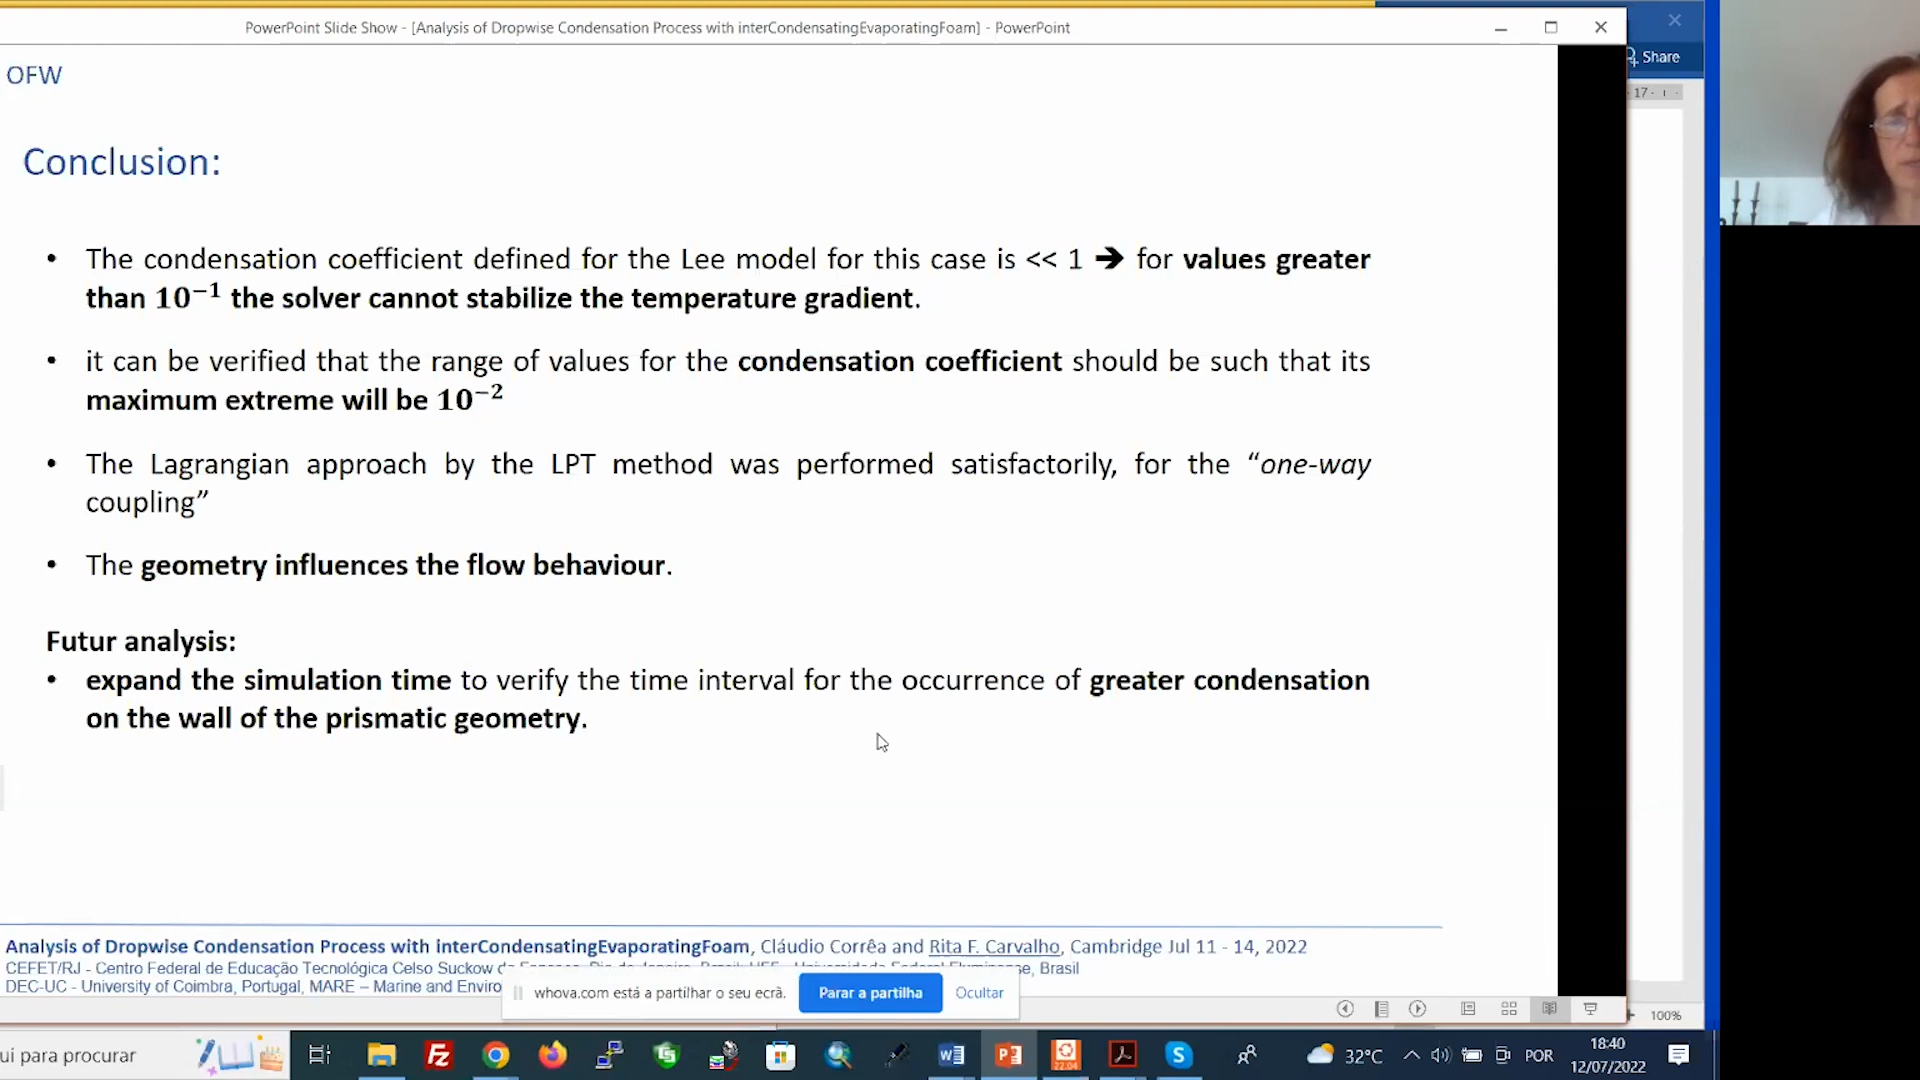 PowerPoint Slide Show - [Analysis of Dropwise Condensation Process with interCondensatingEvaporatingFoam] - PowerPoint
Share
17
OFW
Conclusion:
• The condensation coefficient defined for the Lee model for this case is << 1 ➔ for values greater
than 10⁻¹ the solver cannot stabilize the temperature gradient.
• it can be verified that the range of values for the condensation coefficient should be such that its
maximum extreme will be 10⁻²
• The Lagrangian approach by the LPT method was performed satisfactorily, for the “one-way
coupling”
• The geometry influences the flow behaviour.
Futur analysis:
• expand the simulation time to verify the time interval for the occurrence of greater condensation
on the wall of the prismatic geometry.
Analysis of Dropwise Condensation Process with interCondensatingEvaporatingFoam, Cláudio Corrêa and Rita F. Carvalho, Cambridge Jul 11 - 14, 2022
CEFET/RJ - Centro Federal de Educação Tecnológica Celso Suckow Brasil
DEC-UC - University of Coimbra, Portugal, MARE – Marine and Enviro
whova.com está a partilhar o seu ecrã.
Parar a partilha
Ocultar
100%
ui para procurar
22.04
32°C
POR
18:40
12/07/2022